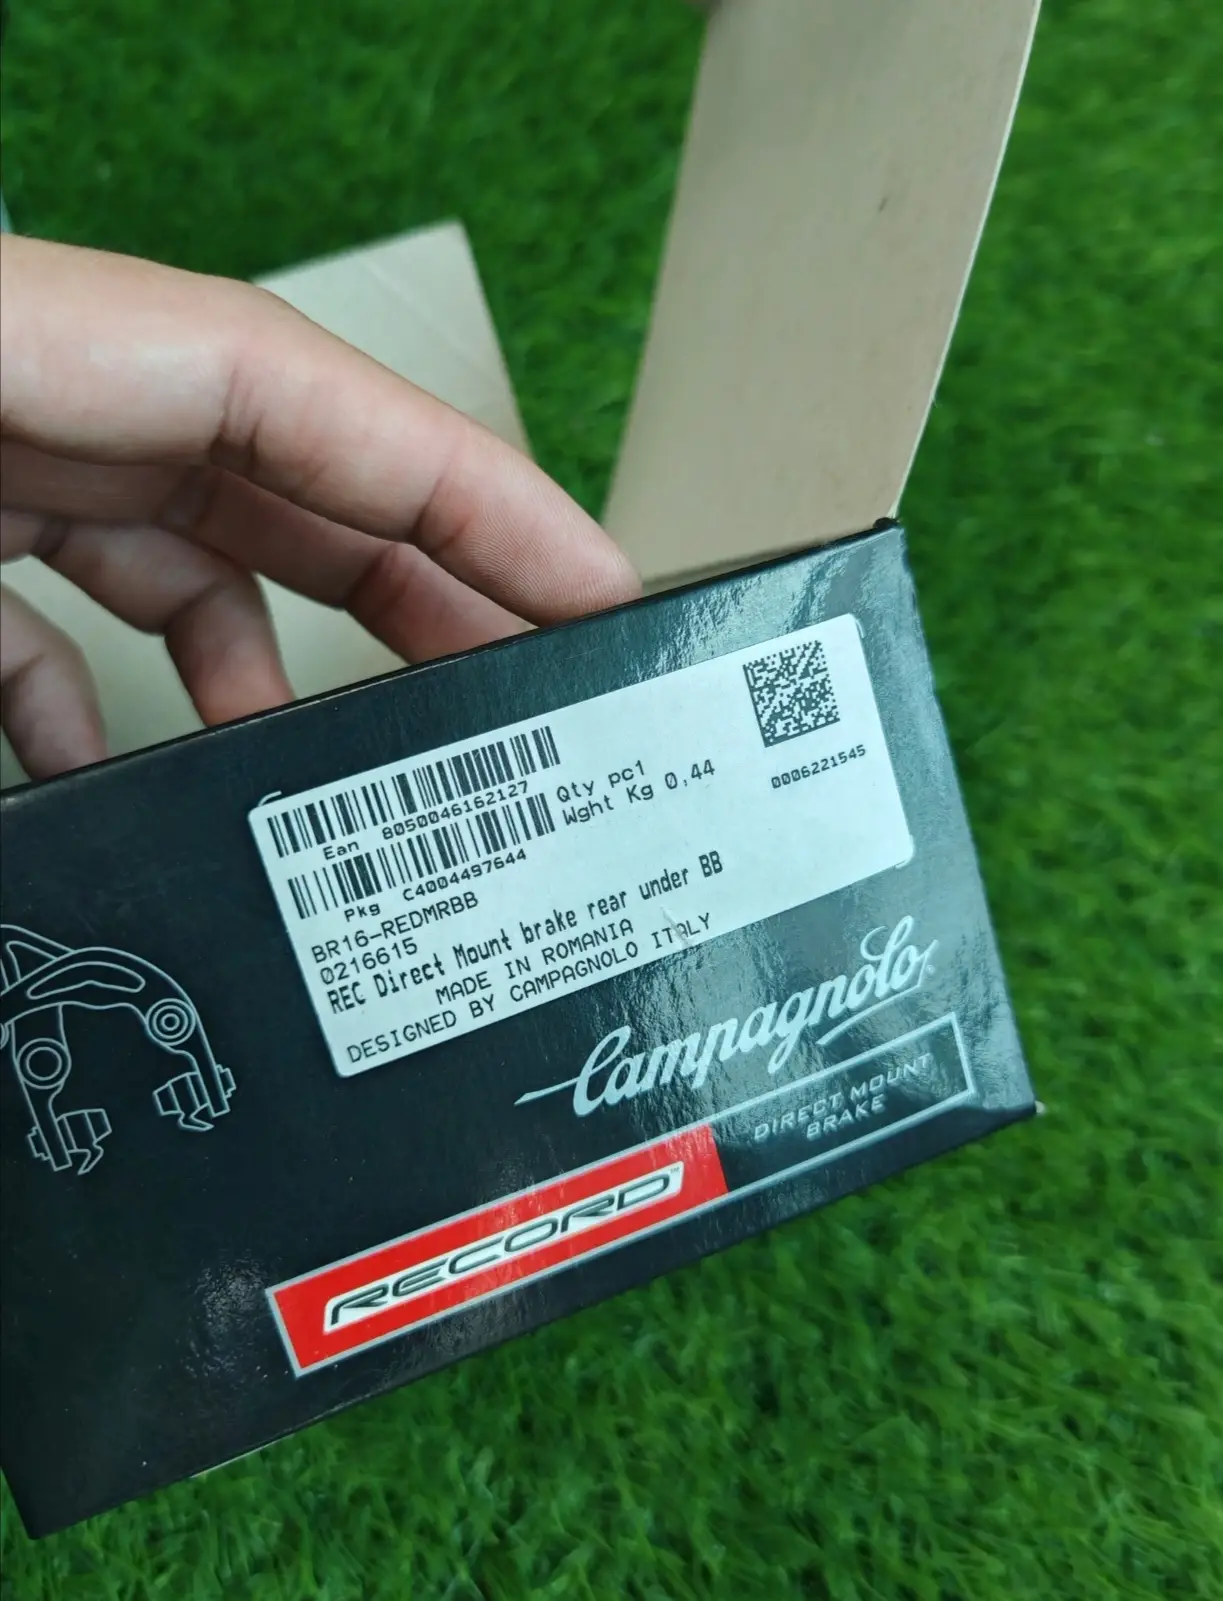 Ean 8050046162127
Qty pc1
Wght Kg 0,44
0006221545
Pkg C4004497644
BR16-REDMRBB
0216615
REC Direct Mount brake rear under BB
MADE IN ROMANIA
DESIGNED BY CAMPAGNOLO ITALY
Campagnolo
DIRECT MOUNT
BRAKE
RECORD™